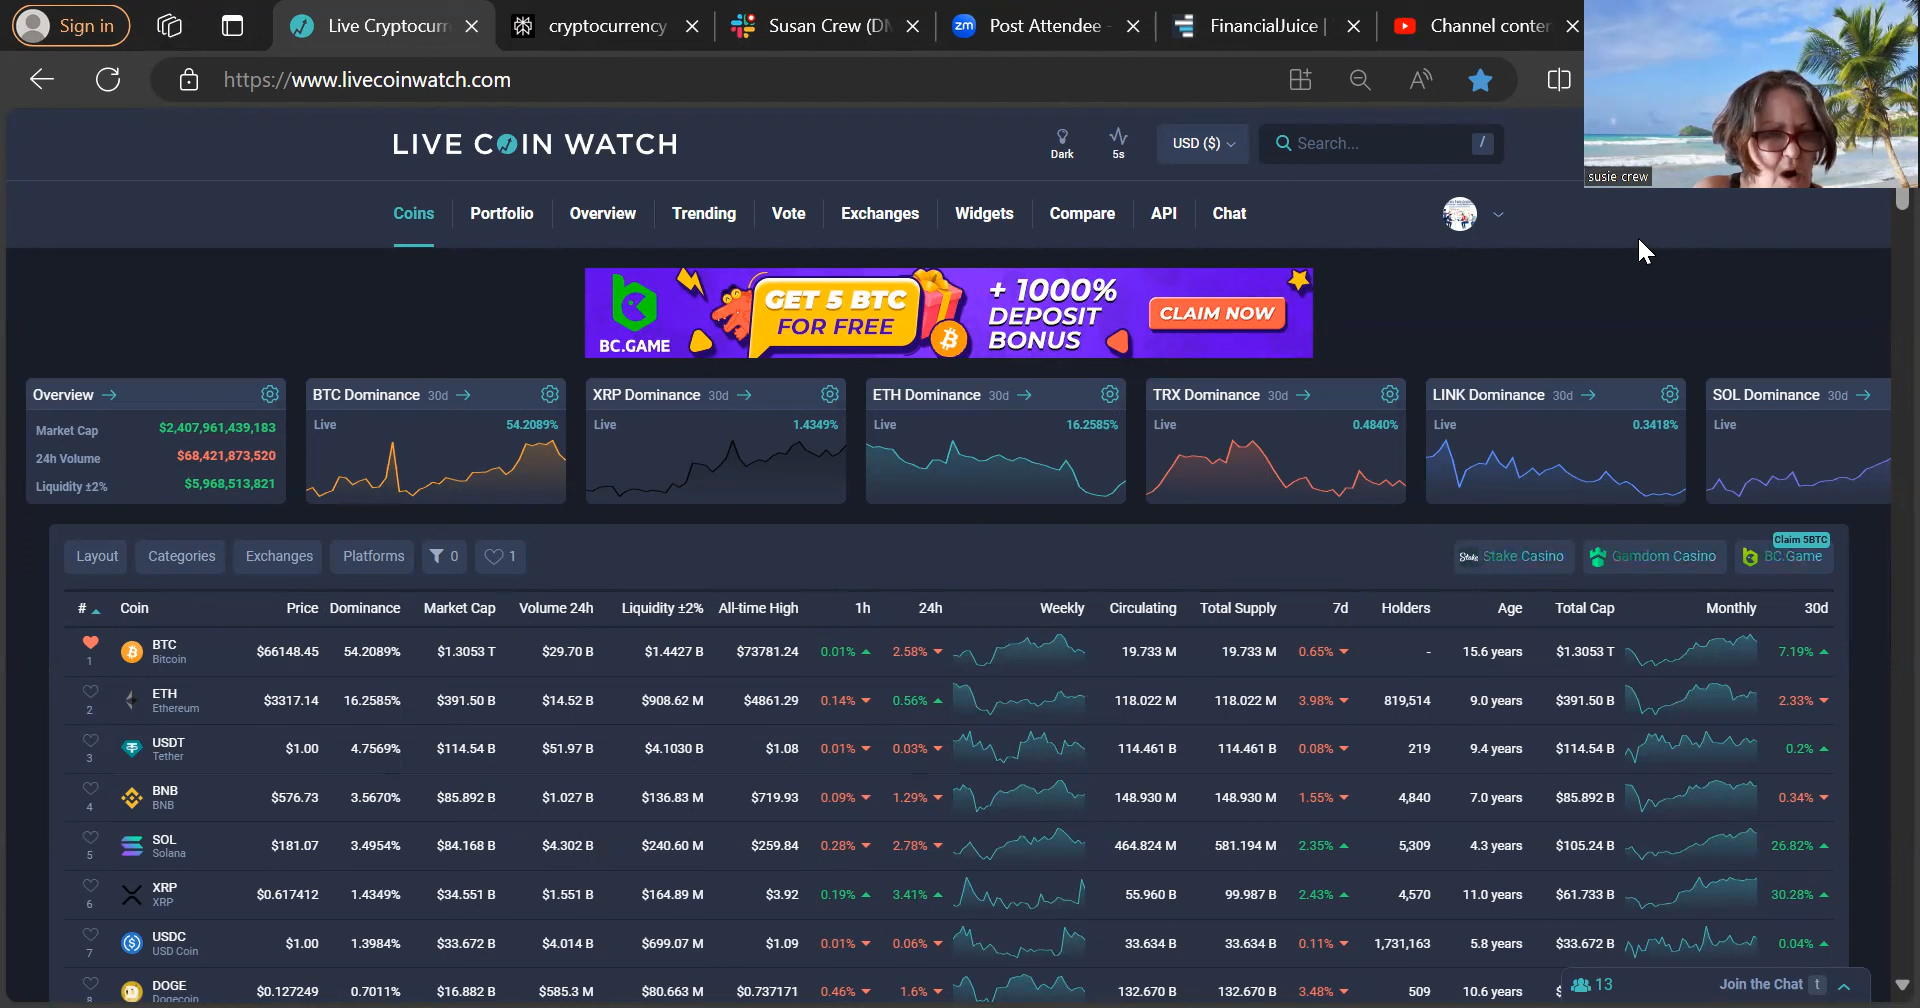 Sign in
Live Cryptocurr
cryptocurrency
Susan Crew (DM
zm
Post Attendee -
FinancialJuice |
Channel conten
https://www.livecoinwatch.com
susie crew
LIVE COIN WATCH
Dark
5s
USD ($)
Search...
/
Coins
Portfolio
Overview
Trending
Vote
Exchanges
Widgets
Compare
API
Chat
BC.GAME
GET 5 BTC
FOR FREE
+ 1000%
DEPOSIT
BONUS
CLAIM NOW
Overview
Market Cap $2,407,961,439,183
24h Volume $68,421,873,520
Liquidity ±2% $5,968,513,821
BTC Dominance 30d
Live 54.2089%
XRP Dominance 30d
Live 1.4349%
ETH Dominance 30d
Live 16.2585%
TRX Dominance 30d
Live 0.4840%
LINK Dominance 30d
Live 0.3418%
SOL Dominance 30d
Live
Layout
Categories
Exchanges
Platforms
0
1
Stake Stake Casino
Gamdom Casino
Claim 5BTC
BC.Game
# Coin Price Dominance Market Cap Volume 24h Liquidity ±2% All-time High 1h 24h Weekly Circulating Total Supply 7d Holders Age Total Cap Monthly 30d
1 BTC Bitcoin $66148.45 54.2089% $1.3053 T $29.70 B $1.4427 B $73781.24 0.01% 2.58% 19.733 M 19.733 M 0.65% - 15.6 years $1.3053 T 7.19%
2 ETH Ethereum $3317.14 16.2585% $391.50 B $14.52 B $908.62 M $4861.29 0.14% 0.56% 118.022 M 118.022 M 3.98% 819,514 9.0 years $391.50 B 2.33%
3 USDT Tether $1.00 4.7569% $114.54 B $51.97 B $4.1030 B $1.08 0.01% 0.03% 114.461 B 114.461 B 0.08% 219 9.4 years $114.54 B 0.2%
4 BNB BNB $576.73 3.5670% $85.892 B $1.027 B $136.83 M $719.93 0.09% 1.29% 148.930 M 148.930 M 1.55% 4,840 7.0 years $85.892 B 0.34%
5 SOL Solana $181.07 3.4954% $84.168 B $4.302 B $240.60 M $259.84 0.28% 2.78% 464.824 M 581.194 M 2.35% 5,309 4.3 years $105.24 B 26.82%
6 XRP XRP $0.617412 1.4349% $34.551 B $1.551 B $164.89 M $3.92 0.19% 3.41% 55.960 B 99.987 B 2.43% 4,570 11.0 years $61.733 B 30.28%
7 USDC USD Coin $1.00 1.3984% $33.672 B $4.014 B $699.07 M $1.09 0.01% 0.06% 33.634 B 33.634 B 0.11% 1,731,163 5.8 years $33.672 B 0.04%
8 DOGE Dogecoin $0.127249 0.7011% $16.882 B $585.3 M $80.663 M $0.737171 0.46% 1.6% 132.670 B 132.670 B 3.48% 509 10.6 years
13
Join the Chat t